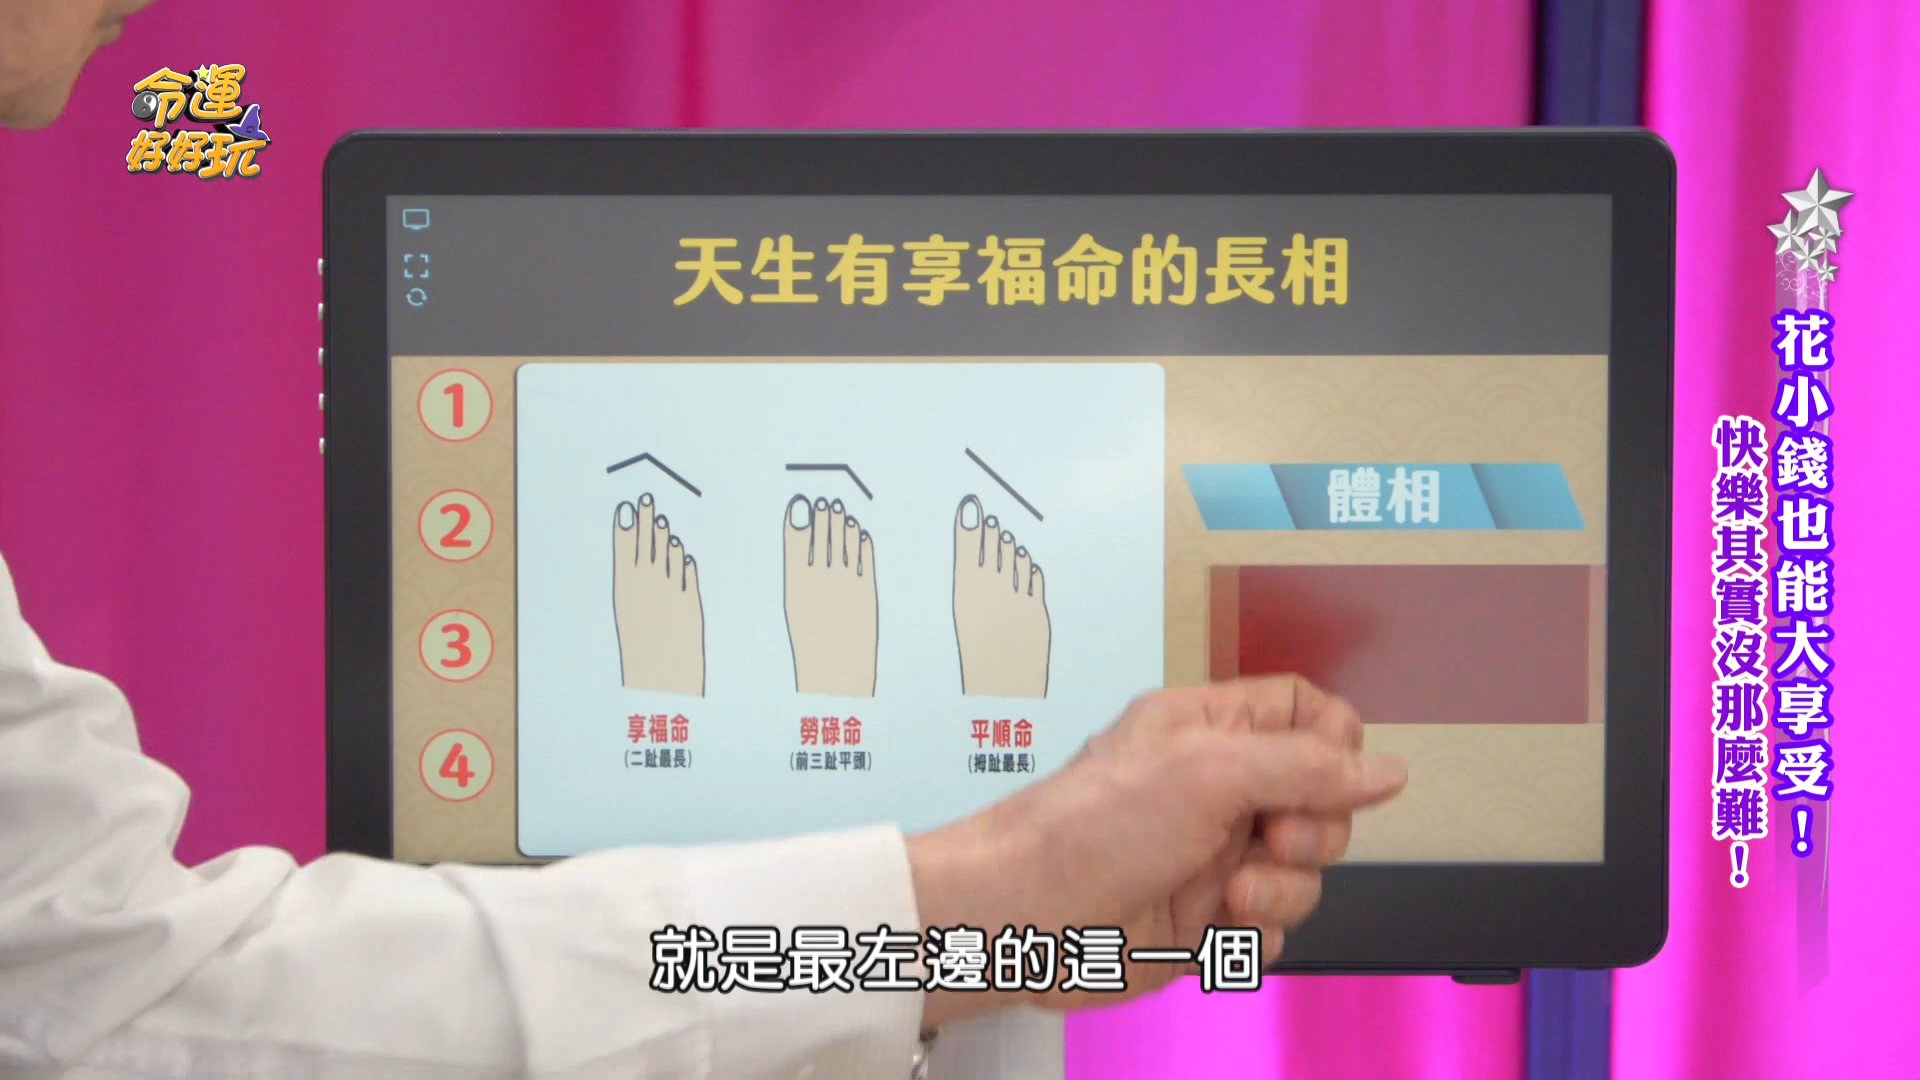 命運
好好玩
天生有享福命的長相
1
2
3
4
享福命
(二趾最長)
勞碌命
(前三趾平頭)
平順命
(拇趾最長)
體相
花小錢也能大享受！
快樂其實沒那麼難！
就是最左邊的這一個